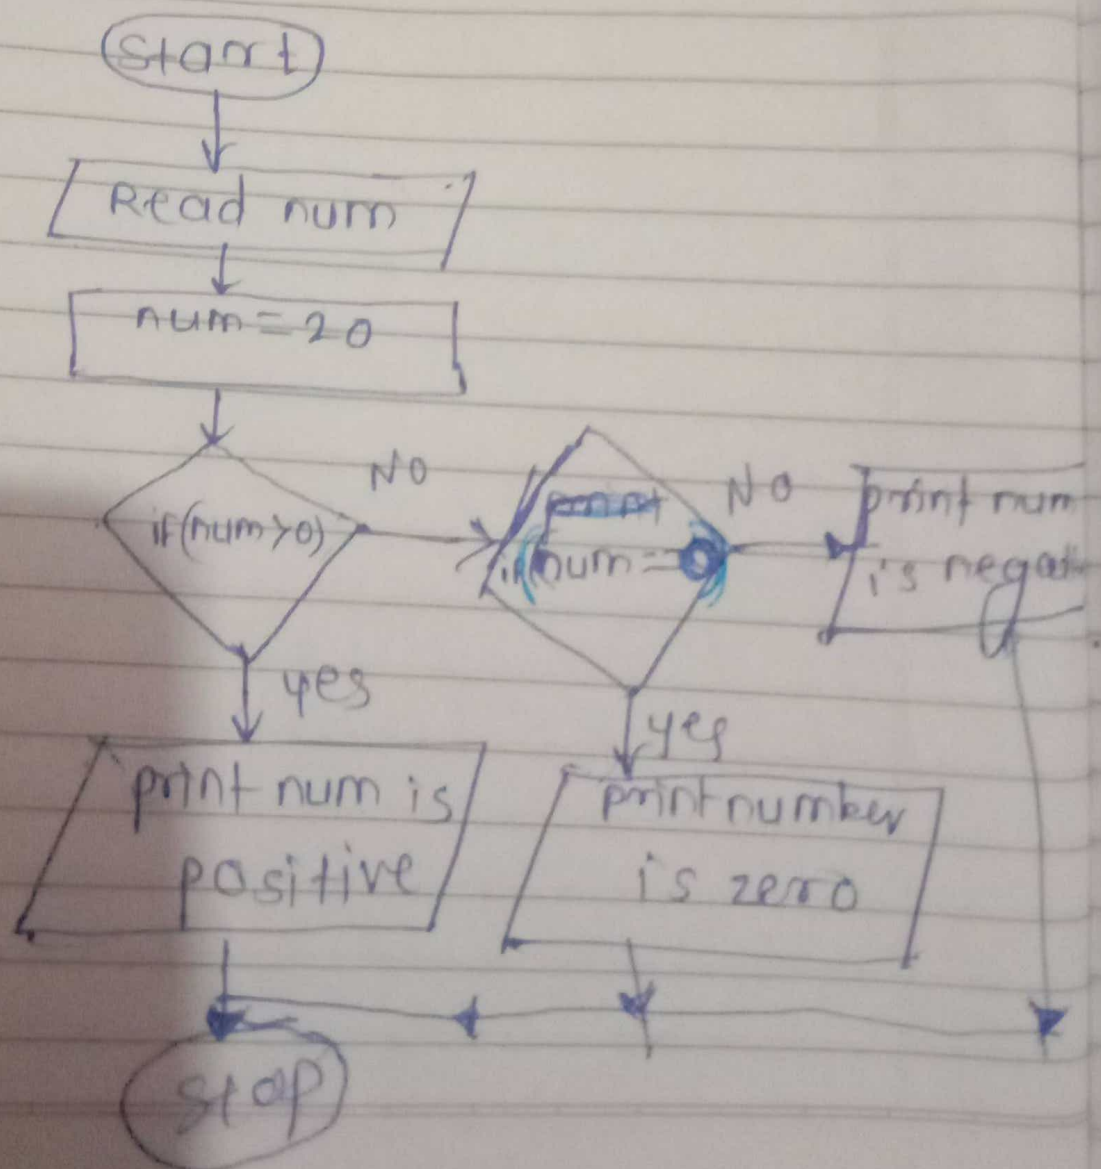 Start
Read num
num = 20
if(num>0)
NO
if(num=0)
NO
print num
is negat
yes
yes
print num is
positive
print number
is zero
Stop